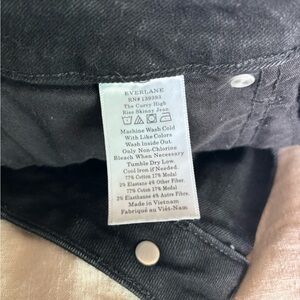 EVERLANE
RN# 139393
The Curvy High
Rise Skinny Jean
Machine Wash Cold
With Like Colors
Wash Inside Out
Only Non-Chlorine
Bleach When Necessary
Tumble Dry Low.
Cool Iron if Needed.
77% Cotton 17% Modal
2% Elastane 4% Other Fiber.
77% Coton 17% Modal
2% Élasthanne 4% Autre Fibre.
Made in Vietnam
Fabriqué au Viêt-Nam